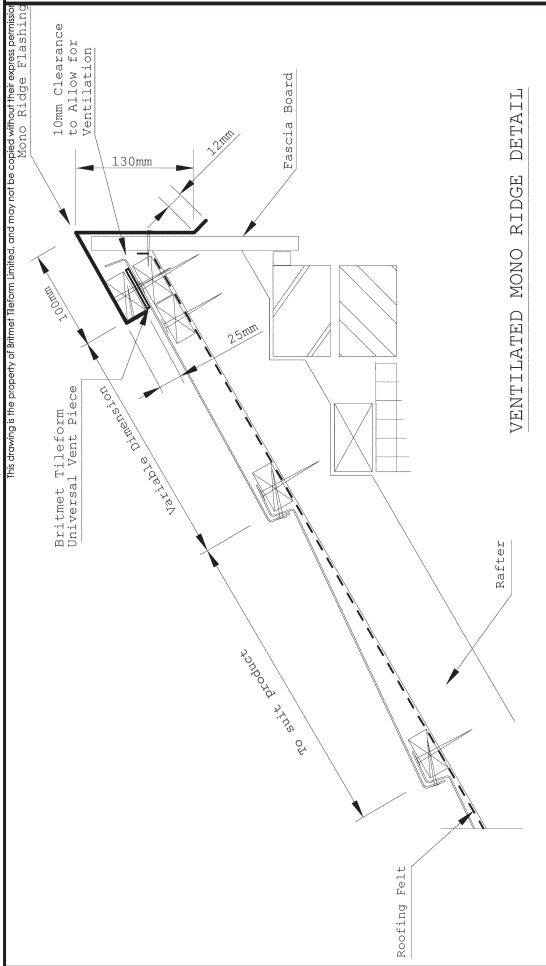 This drawing is the property of Britmet Tileform Limited, and may not be copied without their express permission
Mono Ridge Flashing
10mm Clearance
to Allow for
Ventilation
130mm
12mm
Fascia Board
100mm
Britmet Tileform
Universal Vent Piece
25mm
Variable Dimension
To suit product
Rafter
Roofing Felt
VENTILATED MONO RIDGE DETAIL